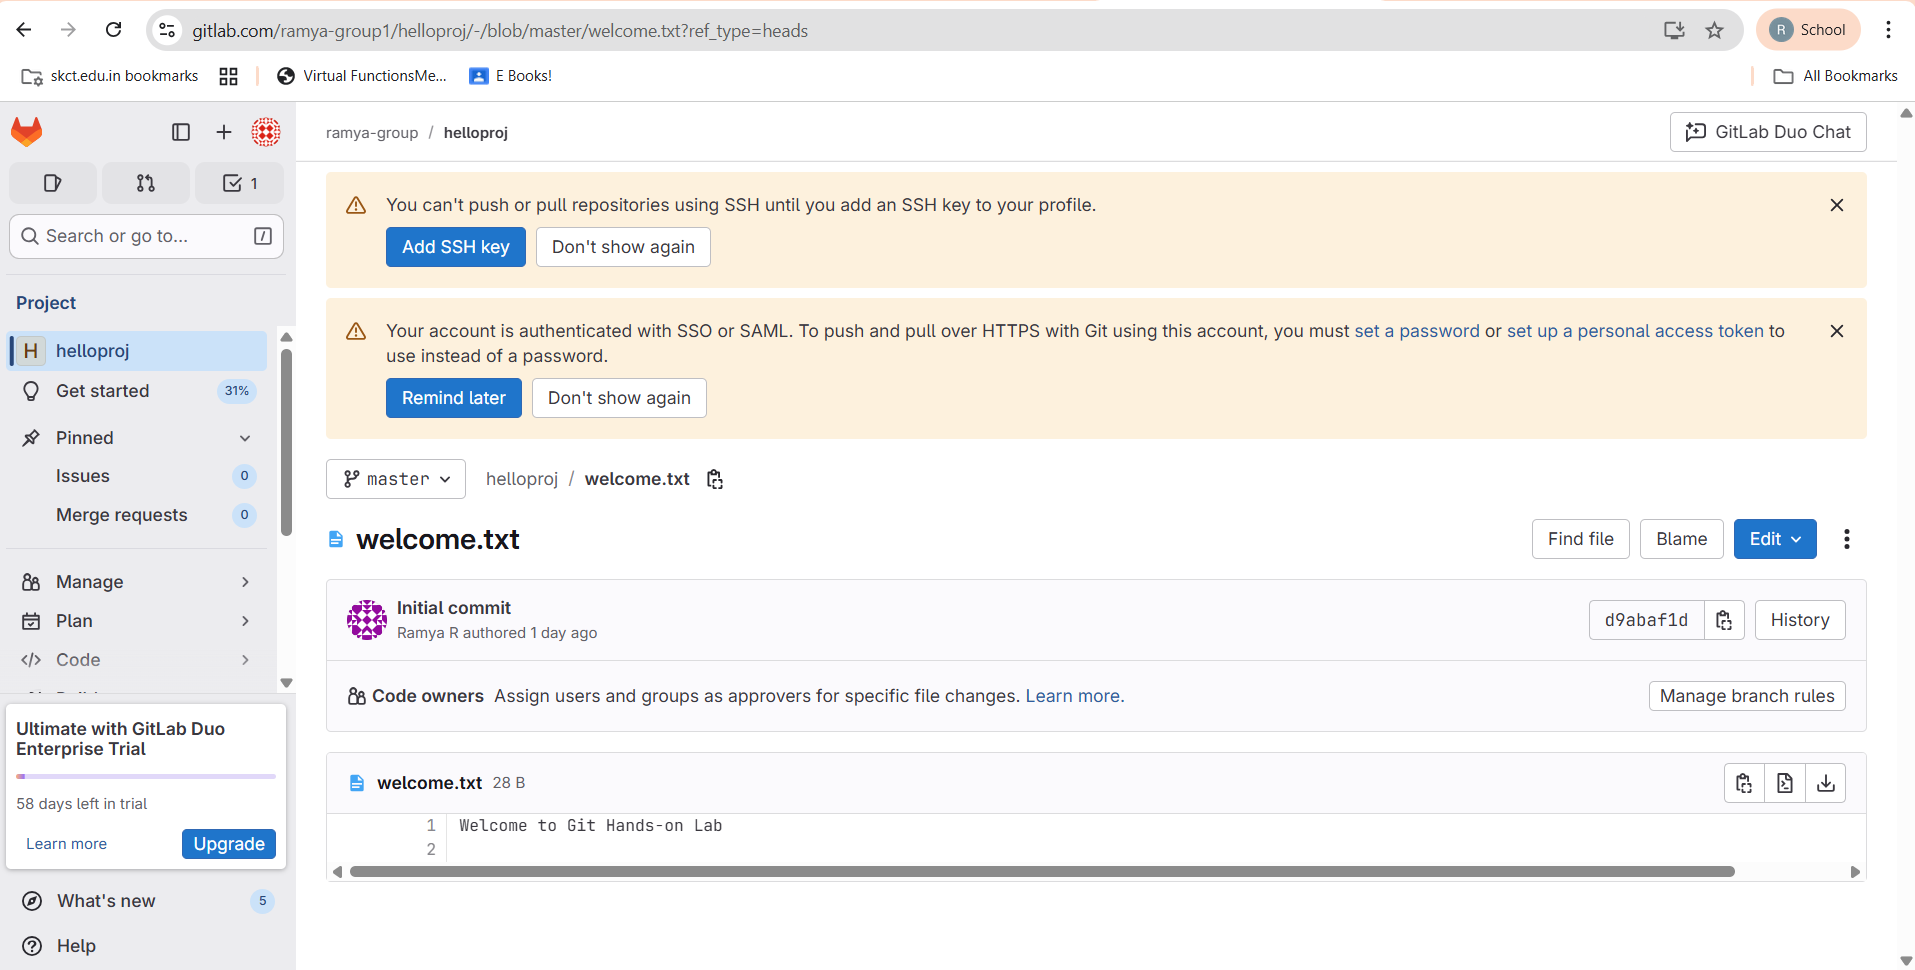 gitlab.com/ramya-group1/helloproj/-/blob/master/welcome.txt?ref_type=heads
R School
skct.edu.in bookmarks
Virtual FunctionsMe...
E Books!
All Bookmarks
1
Search or go to...
/
Project
H helloproj
Get started 31%
Pinned
Issues 0
Merge requests 0
Manage
Plan
Code
Ultimate with GitLab Duo
Enterprise Trial
58 days left in trial
Learn more Upgrade
What's new 5
Help
ramya-group / helloproj
GitLab Duo Chat
You can't push or pull repositories using SSH until you add an SSH key to your profile.
Add SSH key Don't show again
Your account is authenticated with SSO or SAML. To push and pull over HTTPS with Git using this account, you must set a password or set up a personal access token to
use instead of a password.
Remind later Don't show again
master helloproj / welcome.txt
welcome.txt
Find file Blame Edit
Initial commit
Ramya R authored 1 day ago
d9abaf1d History
Code owners Assign users and groups as approvers for specific file changes. Learn more.
Manage branch rules
welcome.txt 28 B
1 Welcome to Git Hands-on Lab
2